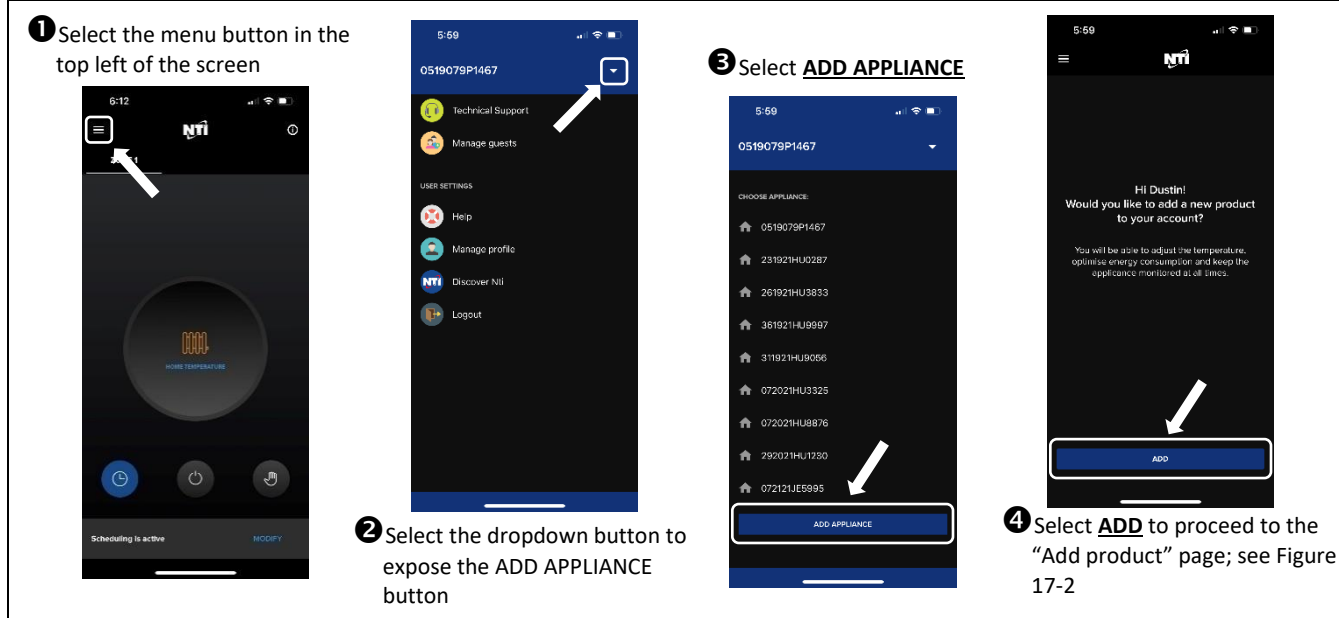 ❶Select the menu button in the
top left of the screen
6:12
NTI
HOME TEMPERATURE
Scheduling is active
MODIFY
5:59
0519079P1467
Technical Support
Manage guests
USER SETTINGS
Help
Manage profile
NTI
Discover Nti
Logout
❷Select the dropdown button to
expose the ADD APPLIANCE
button
❸Select ADD APPLIANCE
5:59
0519079P1467
CHOOSE APPLIANCE:
0519079P1467
231921HU0287
261921HU3833
361921HU9997
311921HU9056
072021HU3325
072021HU8876
292021HU1230
072121JE5995
ADD APPLIANCE
5:59
NTI
Hi Dustin!
Would you like to add a new product
to your account?
You will be able to adjust the temperature,
optimise energy consumption and keep the
applicance monitored at all times.
ADD
❹Select ADD to proceed to the
“Add product” page; see Figure
17-2